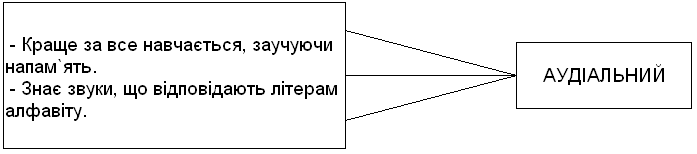 - Краще за все навчається, заучуючи
напам`ять.
- Знає звуки, що відповідають літерам
алфавіту.
АУДІАЛЬНИЙ